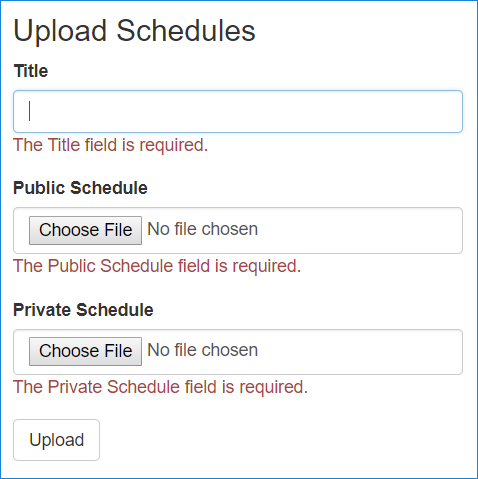 Upload Schedules
Title
The Title field is required.
Public Schedule
Choose File No file chosen
The Public Schedule field is required.
Private Schedule
Choose File No file chosen
The Private Schedule field is required.
Upload